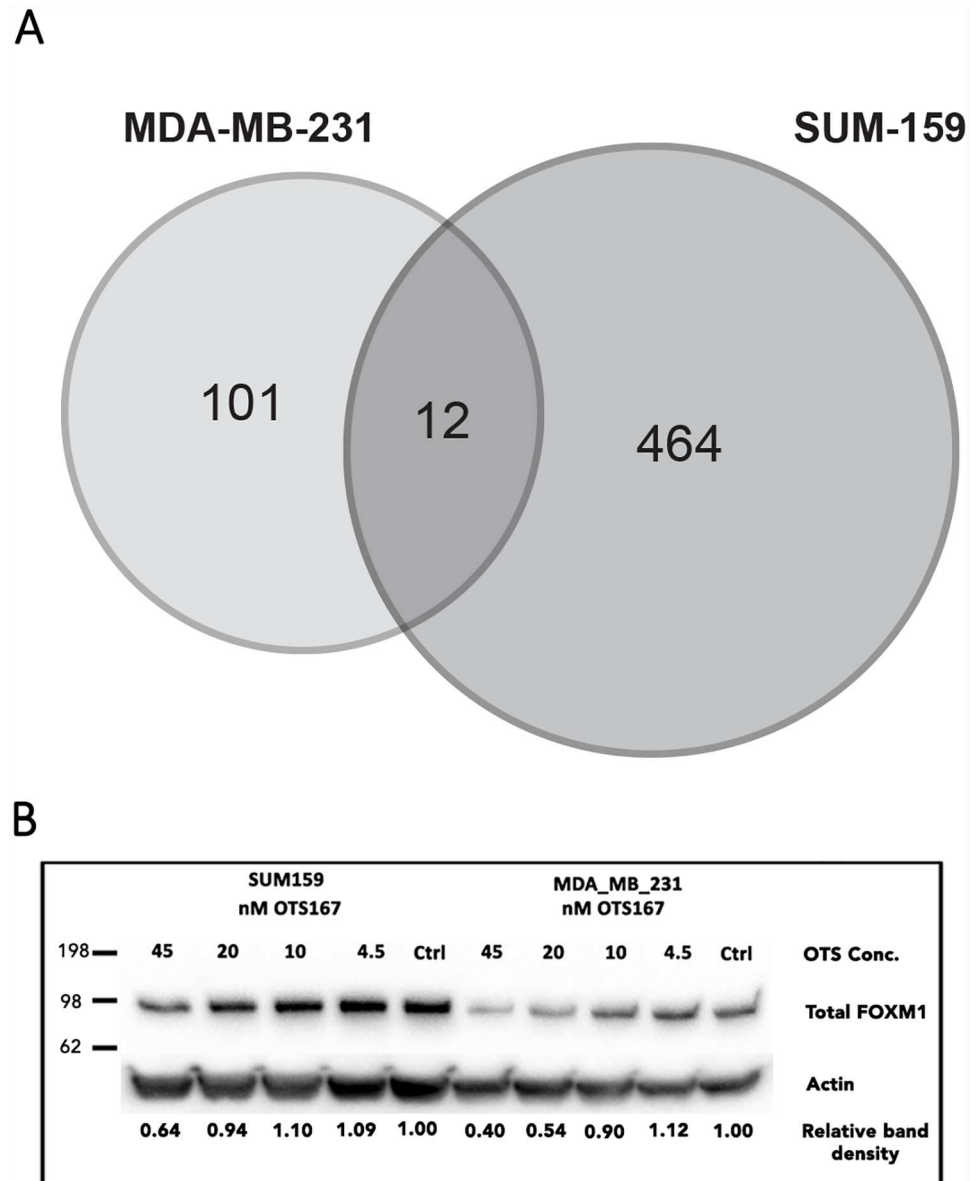 A
MDA-MB-231
SUM-159
101
12
464
B
SUM159
nM OTS167
MDA_MB_231
nM OTS167
198 45 20 10 4.5 Ctrl 45 20 10 4.5 Ctrl OTS Conc.
98 Total FOXM1
62
Actin
0.64 0.94 1.10 1.09 1.00 0.40 0.54 0.90 1.12 1.00 Relative band
density